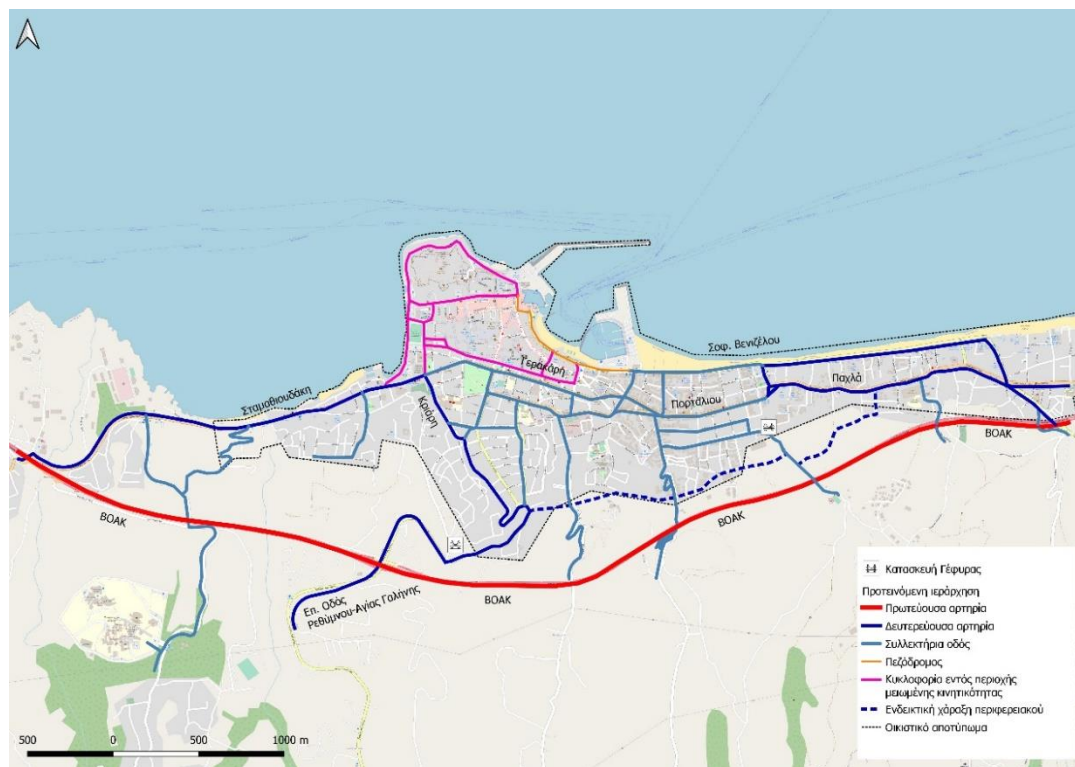 Σοφ. Βενιζέλου
Γερακάρη
Παχλά
Σταμαθιουδάκη
Κριάρη
Πορτάλιου
ΒΟΑΚ
ΒΟΑΚ
ΒΟΑΚ
ΒΟΑΚ
Επ. Οδός
Ρεθύμνου-Αγίας Γαλήνης
Κατασκευή Γέφυρας
Προτεινόμενη ιεράρχηση
Πρωτεύουσα αρτηρία
Δευτερεύουσα αρτηρία
Συλλεκτήρια οδός
Πεζόδρομος
Κυκλοφορία εντός περιοχής
μειωμένης κινητικότητας
Ενδεικτική χάραξη περιφερειακού
Οικιστικό αποτύπωμα
500 0 500 1000 m